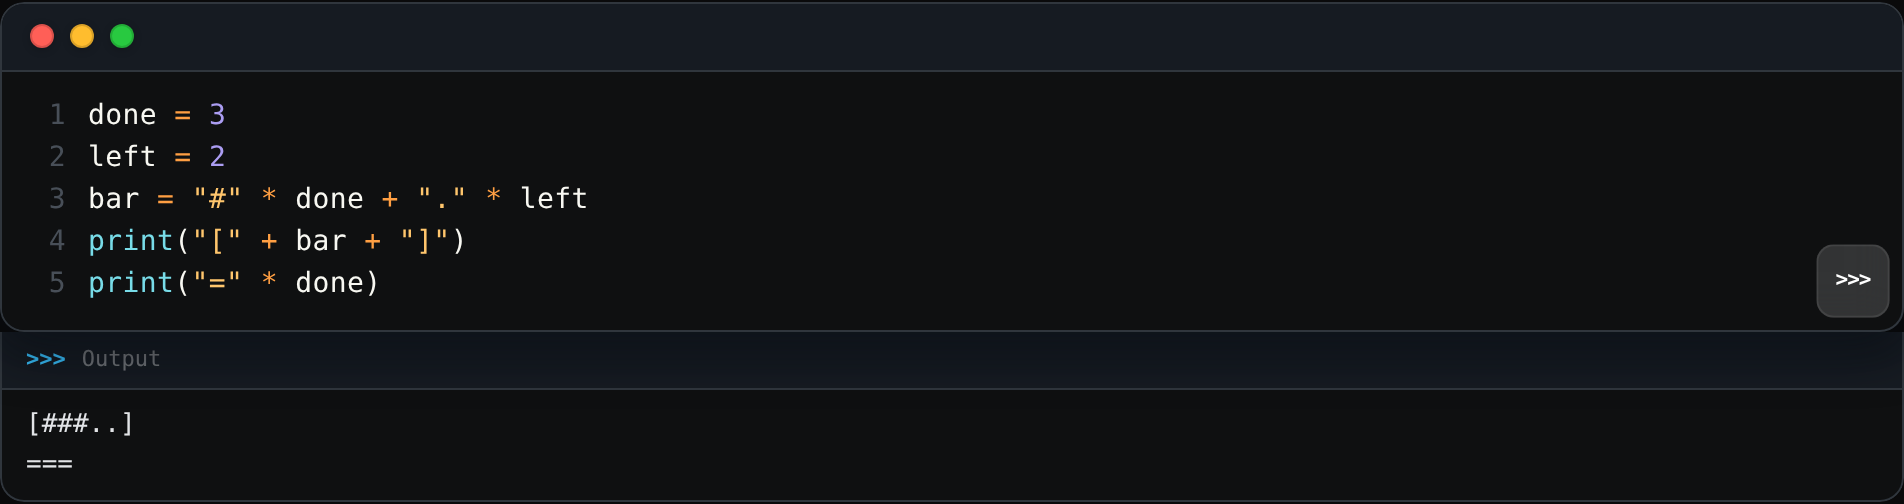 1 done = 3
2 left = 2
3 bar = "#" * done + "." * left
4 print("[" + bar + "]")
5 print("=" * done)
>>>
>>> Output
[###..]
===